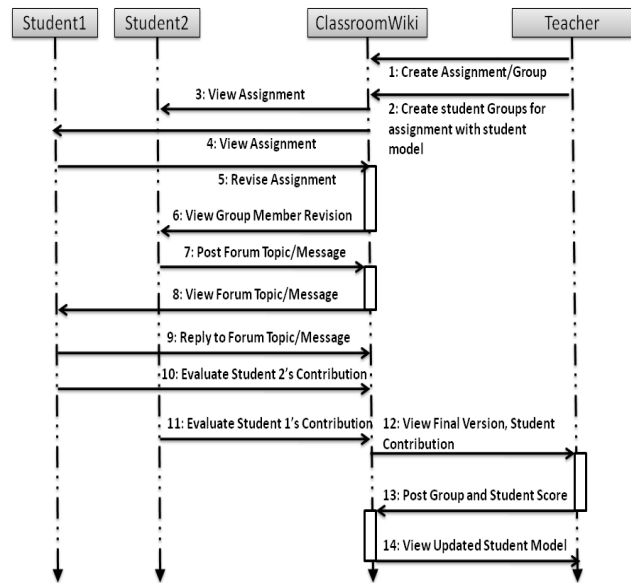 Student1
Student2
ClassroomWiki
Teacher
1: Create Assignment/Group
3: View Assignment
2: Create student Groups for
assignment with student
model
4: View Assignment
5: Revise Assignment
6: View Group Member Revision
7: Post Forum Topic/Message
8: View Forum Topic/Message
9: Reply to Forum Topic/Message
10: Evaluate Student 2's Contribution
11: Evaluate Student 1's Contribution
12: View Final Version, Student
Contribution
13: Post Group and Student Score
14: View Updated Student Model